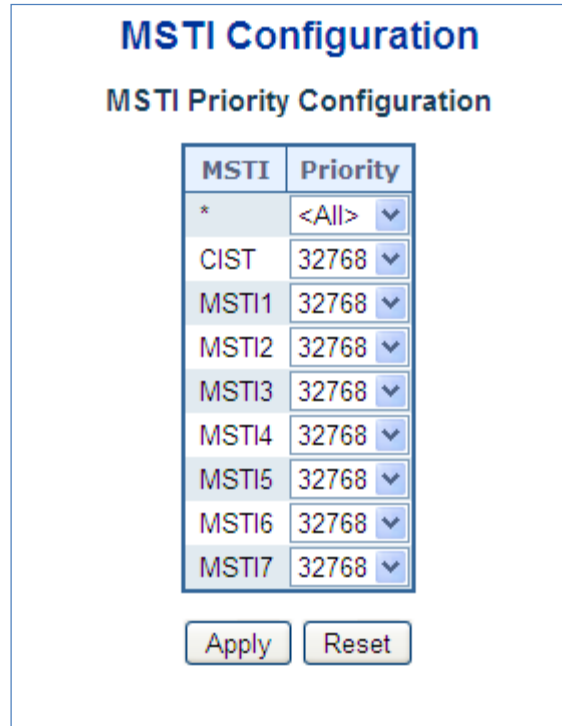 MSTI Configuration
MSTI Priority Configuration
MSTI Priority
* <All>
CIST 32768
MSTI1 32768
MSTI2 32768
MSTI3 32768
MSTI4 32768
MSTI5 32768
MSTI6 32768
MSTI7 32768
Apply Reset